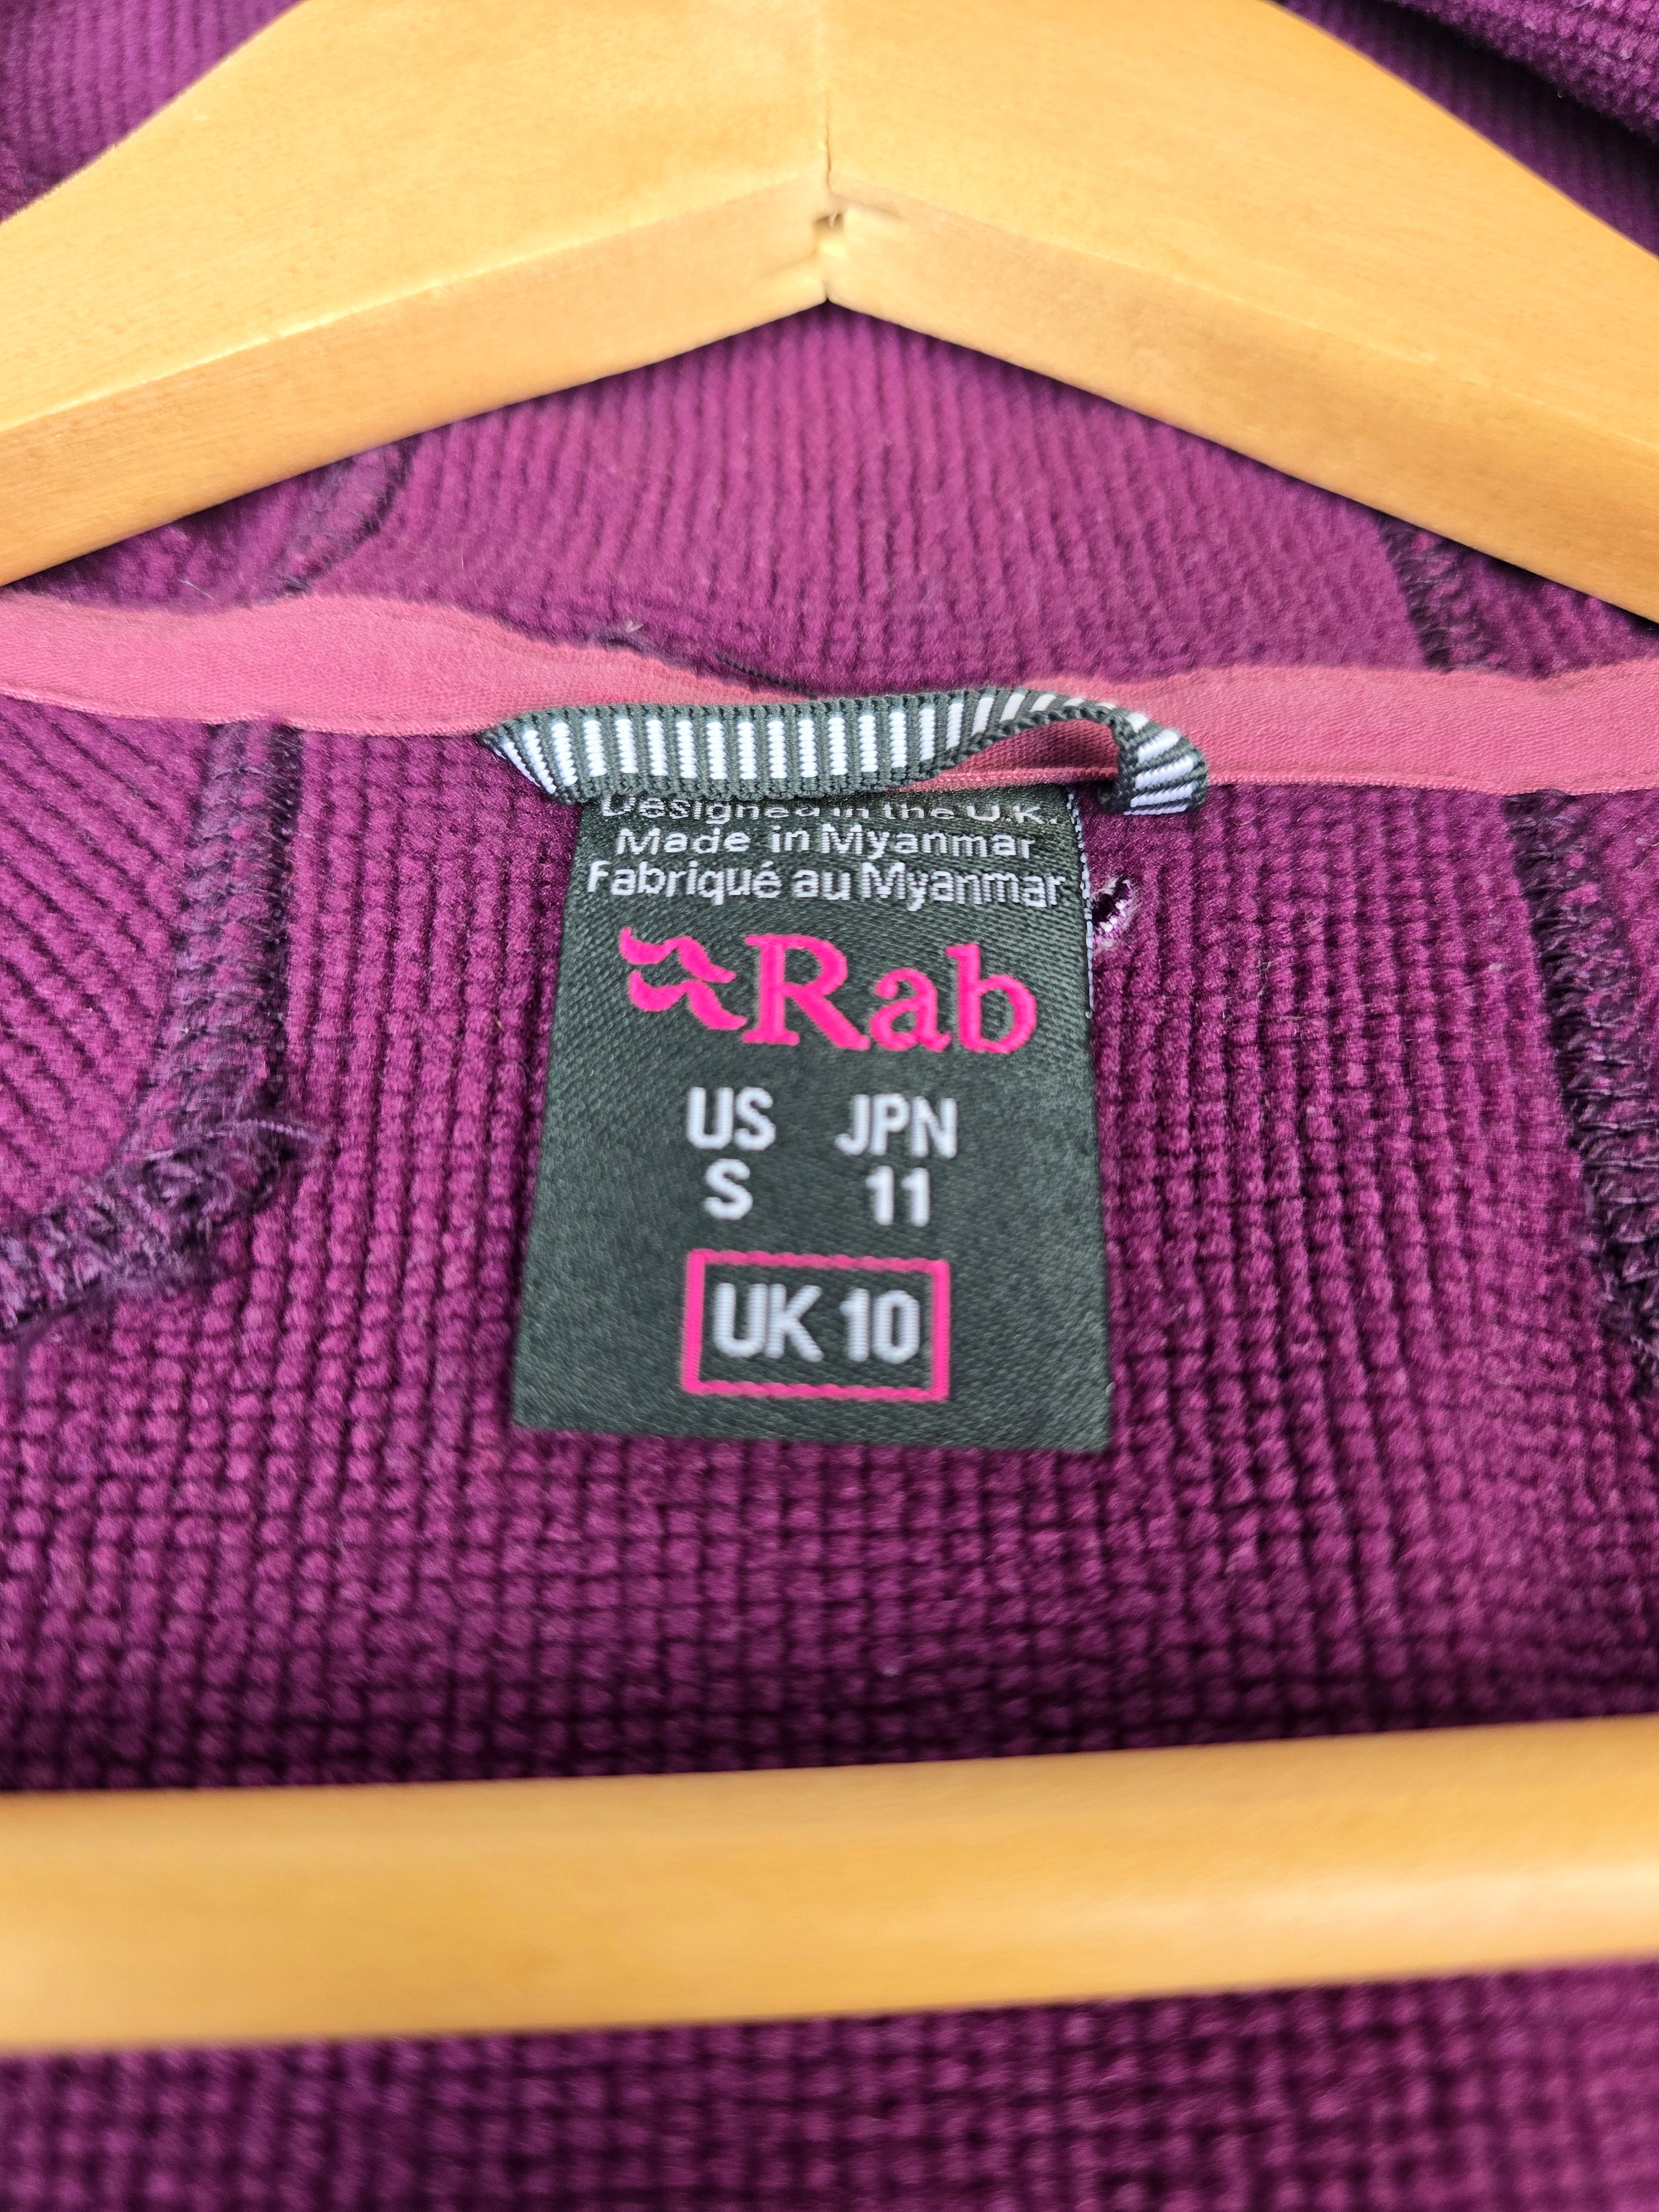 Designed in the U.K.
Made in Myanmar
Fabriqué au Myanmar
Rab
US JPN
S 11
UK 10